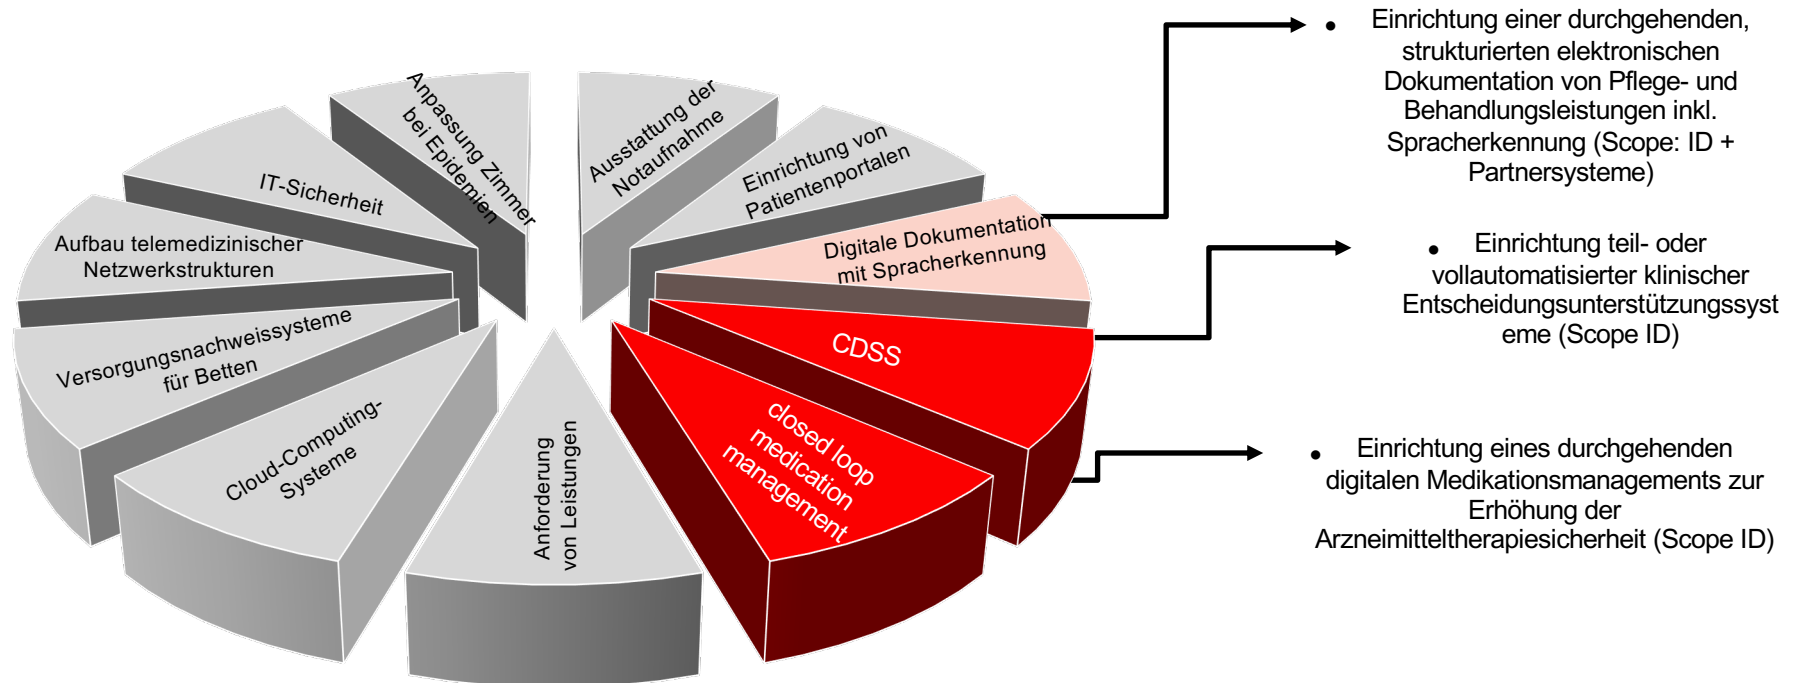 Anpassung Zimmer
bei Epidemien
Ausstattung der
Notaufnahme
Einrichtung von
Patientenportalen
Digitale Dokumentation
mit Spracherkennung
CDSS
closed loop
medication
management
Anforderung
von Leistungen
Cloud-Computing-
Systeme
Versorgungsnachweissysteme
für Betten
Aufbau telemedizinischer
Netzwerkstrukturen
IT-Sicherheit
• Einrichtung einer durchgehenden,
strukturierten elektronischen
Dokumentation von Pflege- und
Behandlungsleistungen inkl.
Spracherkennung (Scope: ID +
Partnersysteme)
• Einrichtung teil- oder
vollautomatisierter klinischer
Entscheidungsunterstützungssyst
eme (Scope ID)
• Einrichtung eines durchgehenden
digitalen Medikationsmanagements zur
Erhöhung der
Arzneimitteltherapiesicherheit (Scope ID)